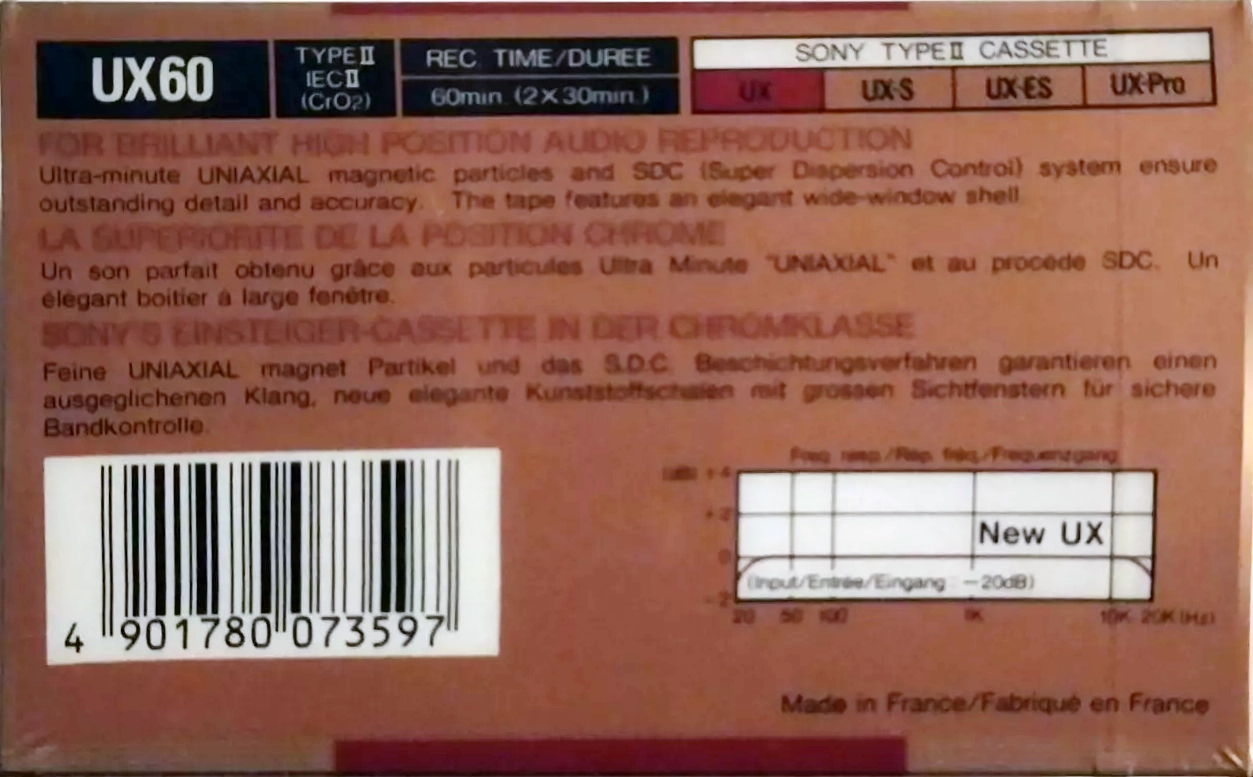 UX60
TYPE II
IEC II
(CrO2)
REC. TIME/DUREE
60min. (2×30min.)
SONY TYPE II CASSETTE
UX UX-S UX-ES UX-Pro
FOR BRILLIANT HIGH POSITION AUDIO REPRODUCTION
Ultra-minute UNIAXIAL magnetic particles and SDC (Super Dispersion Control) system ensure
outstanding detail and accuracy. The tape features an elegant wide-window shell.
LA SUPERIORITE DE LA POSITION CHROME
Un son parfait obtenu grâce aux particules Ultra Minute "UNIAXIAL" et au procédé SDC. Un
élégant boitier à large fenêtre.
SONY'S EINSTEIGER-CASSETTE IN DER CHROMKLASSE
Feine UNIAXIAL magnet Partikel und das S.D.C. Beschichtungsverfahren garantieren einen
ausgeglichenen Klang, neue elegante Kunststoffschalen mit grossen Sichtfenstern für sichere
Bandkontrolle.
4 901780 073597
Freq. resp./Rép. fréq./Frequenzgang
(dB) +4
+2
0
-2
New UX
(Input/Entrée/Eingang : -20dB)
20 50 100 1K 10K 20K (Hz)
Made in France/Fabriqué en France